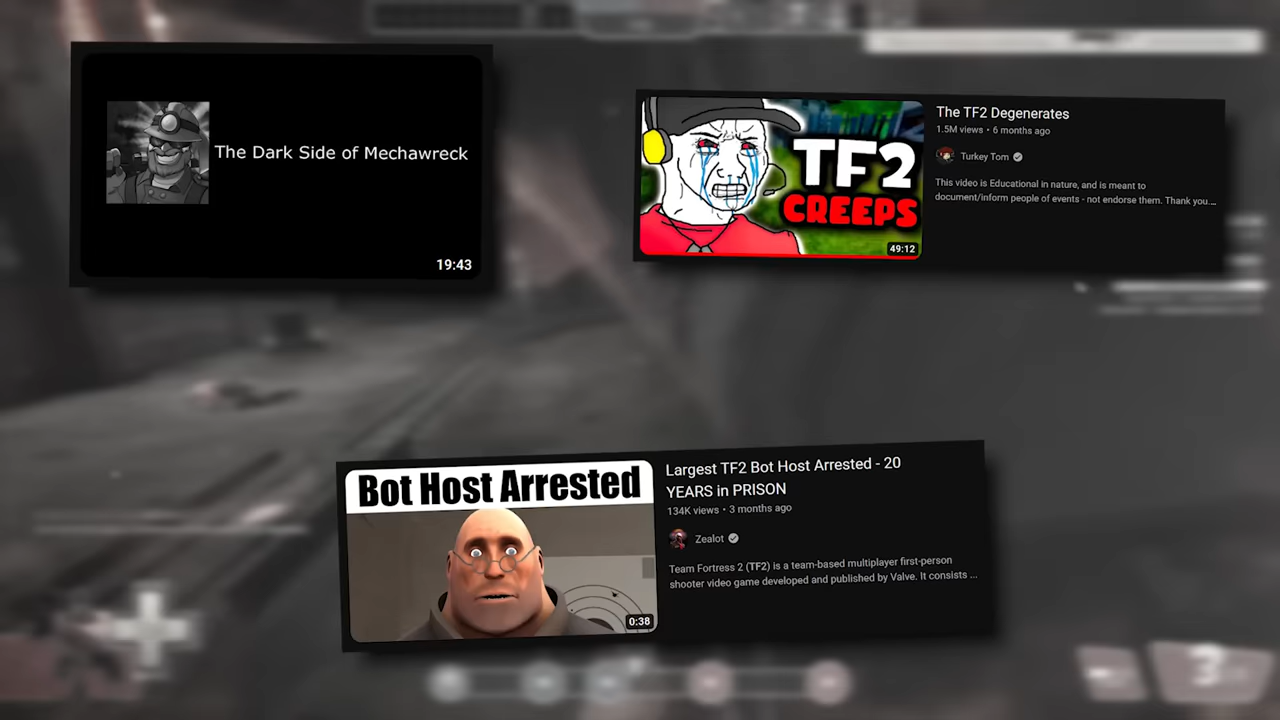 The Dark Side of Mechawreck
19:43
TF2
CREEPS
49:12
The TF2 Degenerates
1.5M views • 6 months ago
Turkey Tom
This video is Educational in nature, and is meant to
document/inform people of events - not endorse them. Thank you...
Bot Host Arrested
0:38
Largest TF2 Bot Host Arrested - 20
YEARS in PRISON
134K views • 3 months ago
Zealot
Team Fortress 2 (TF2) is a team-based multiplayer first-person
shooter video game developed and published by Valve. It consists ...
3